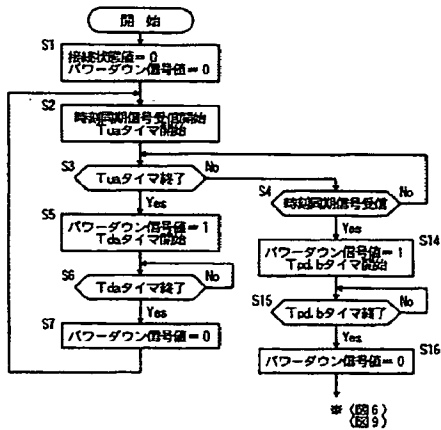 開 始
S1
接続状態値＝0
パワーダウン信号値＝0
S2
時刻同期信号受信開始
Tuaタイマ開始
S3
Tuaタイマ終了
No
Yes
S4
時刻同期信号受信
No
Yes
S5
パワーダウン信号値＝1
Tdaタイマ開始
S14
パワーダウン信号値＝1
Tpd.bタイマ開始
S6
Tdaタイマ終了
No
Yes
S15
Tpd.bタイマ終了
No
Yes
S7
パワーダウン信号値＝0
S16
パワーダウン信号値＝0
※ (図6)
(図9)